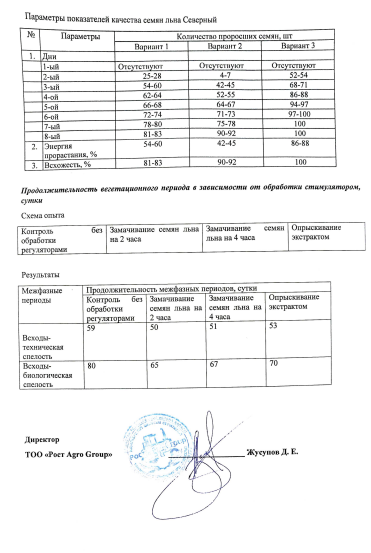 Параметры показателей качества семян льна Северный
№ Параметры Количество проросших семян, шт
Вариант 1 Вариант 2 Вариант 3
1. Дни
1-ый Отсутствуют Отсутствуют Отсутствуют
2-ый 25-28 4-7 52-54
3-ый 54-60 42-45 68-71
4-ой 62-64 52-55 86-88
5-ой 66-68 64-67 94-97
6-ой 72-74 71-73 97-100
7-ый 78-80 75-78 100
8-ый 81-83 90-92 100
2. Энергия 54-60 42-45 86-88
прорастания, %
3. Всхожесть, % 81-83 90-92 100
Продолжительность вегетационного периода в зависимости от обработки стимулятором,
сутки
Схема опыта
Контроль без Замачивание семян льна Замачивание семян Опрыскивание
обработки на 2 часа льна на 4 часа экстрактом
регуляторами
Результаты
Межфазные Продолжительность межфазных периодов, сутки
периоды Контроль без Замачивание Замачивание Опрыскивание
обработки семян льна на семян льна на экстрактом
регуляторами 2 часа 4 часа
59 50 51 53
Всходы-
техническая
спелость
Всходы- 80 65 67 70
биологическая
спелость
Директор
ТОО «Рост Agro Group» Жусупов Д. Е.